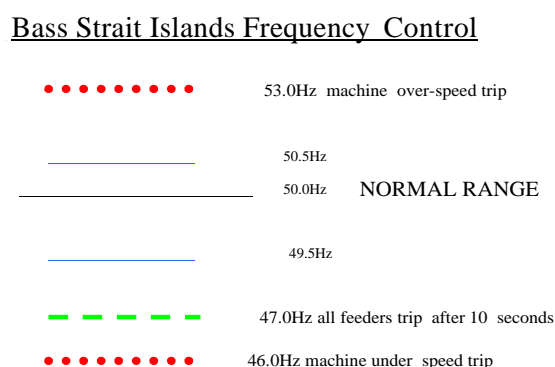 Bass Strait Islands Frequency Control
53.0Hz machine over-speed trip
50.5Hz
50.0Hz NORMAL RANGE
49.5Hz
47.0Hz all feeders trip after 10 seconds
46.0Hz machine under speed trip